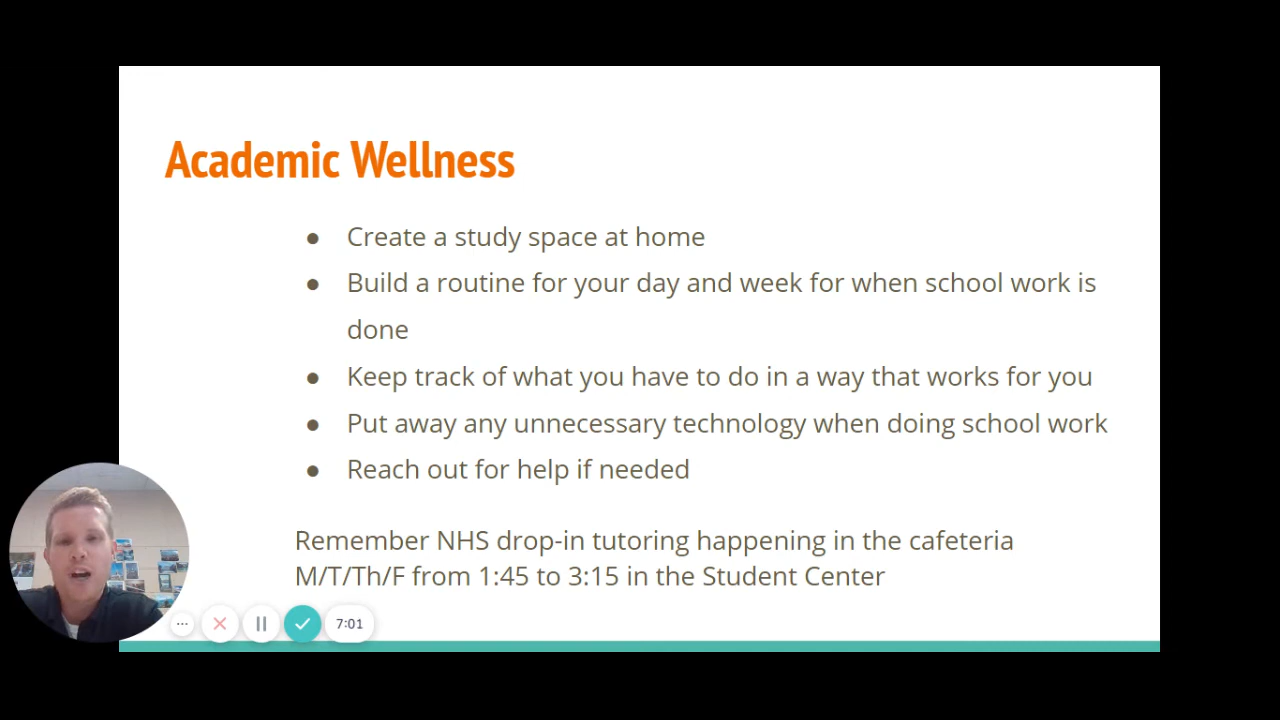 Academic Wellness
● Create a study space at home
● Build a routine for your day and week for when school work is
done
● Keep track of what you have to do in a way that works for you
● Put away any unnecessary technology when doing school work
● Reach out for help if needed
Remember NHS drop-in tutoring happening in the cafeteria
M/T/Th/F from 1:45 to 3:15 in the Student Center
7:01